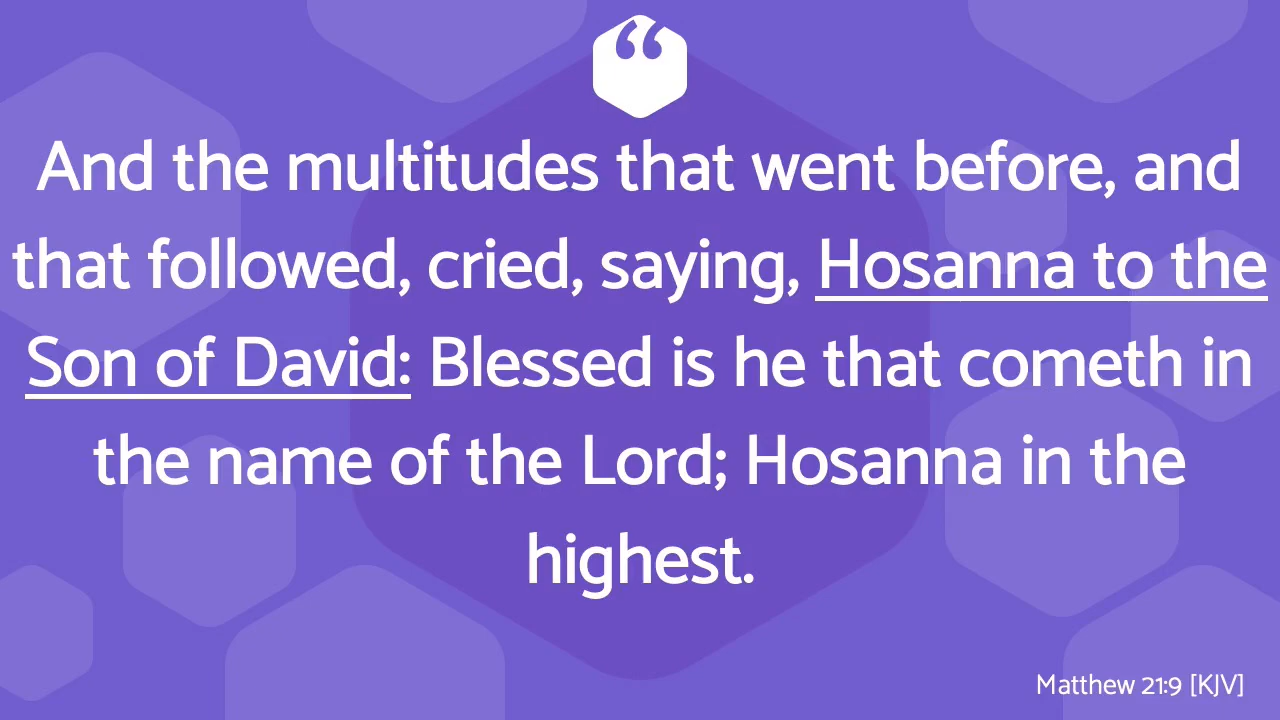 And the multitudes that went before, and
that followed, cried, saying, Hosanna to the
Son of David: Blessed is he that cometh in
the name of the Lord; Hosanna in the
highest.
Matthew 21:9 [KJV]